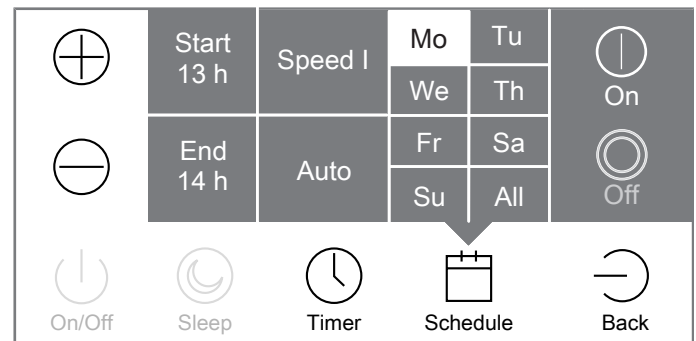 Start
13 h
Speed I
Mo
Tu
On
We
Th
End
14 h
Auto
Fr
Sa
Off
Su
All
On/Off
Sleep
Timer
Schedule
Back